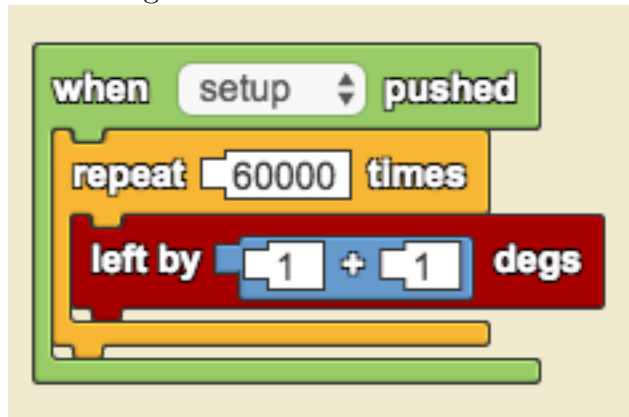 when setup pushed
repeat 60000 times
left by 1 + 1 degs